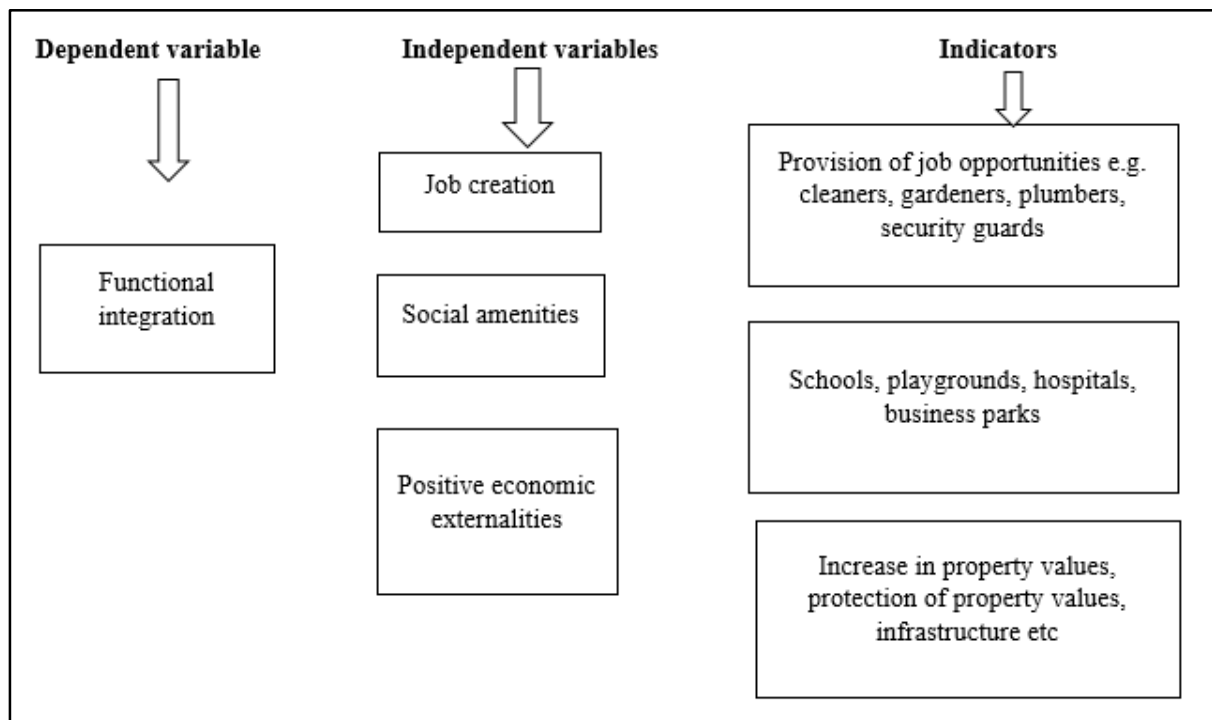 Dependent variable
Independent variables
Indicators
Functional
integration
Job creation
Social amenities
Positive economic
externalities
Provision of job opportunities e.g.
cleaners, gardeners, plumbers,
security guards
Schools, playgrounds, hospitals,
business parks
Increase in property values,
protection of property values,
infrastructure etc